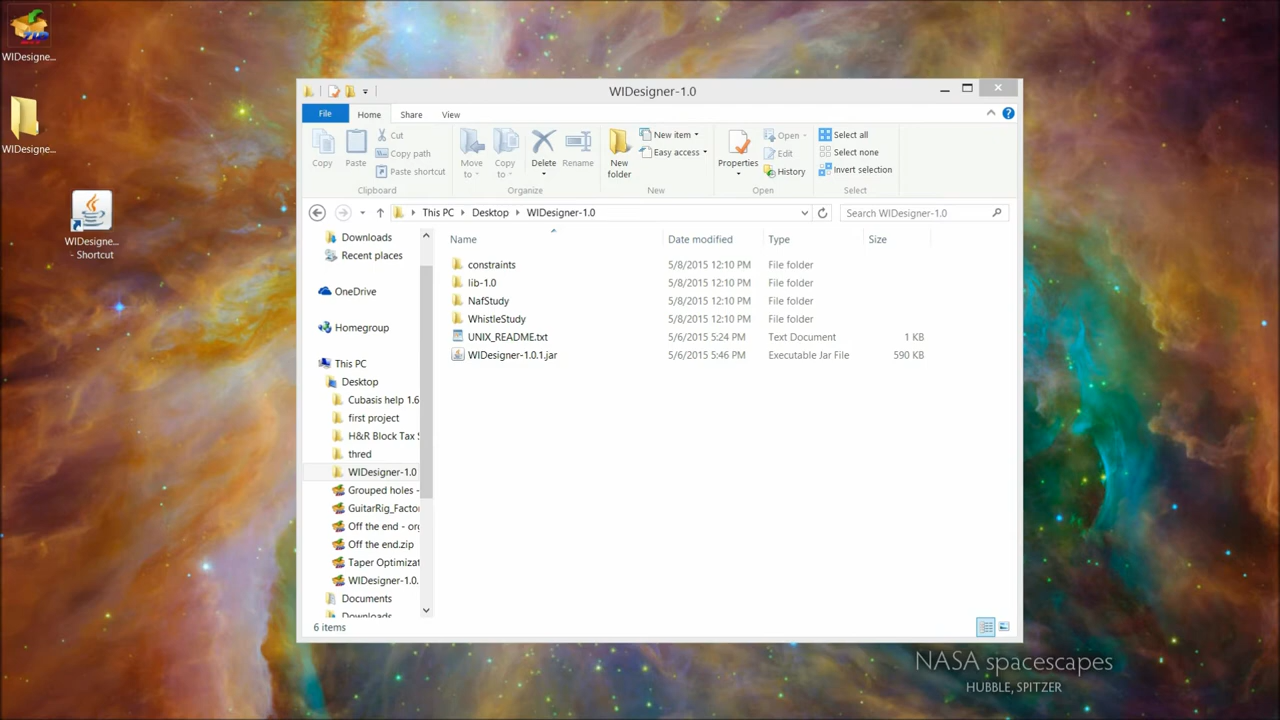 WIDesigne...
WIDesigne...
WIDesigne...
- Shortcut
WIDesigner-1.0
File
Home
Share
View
Copy
Paste
Cut
Copy path
Paste shortcut
Clipboard
Move
to
Copy
to
Delete
Rename
Organize
New
folder
New item
Easy access
New
Properties
Open
Edit
History
Open
Select all
Select none
Invert selection
Select
This PC
Desktop
WIDesigner-1.0
Search WIDesigner-1.0
Downloads
Recent places
OneDrive
Homegroup
This PC
Desktop
Cubasis help 1.6
first project
H&R Block Tax
thred
WIDesigner-1.0
Grouped holes -
GuitarRig_Facto
Off the end - org
Off the end.zip
Taper Optimizat
WIDesigner-1.0.
Documents
Downloads
Name Date modified Type Size
constraints 5/8/2015 12:10 PM File folder
lib-1.0 5/8/2015 12:10 PM File folder
NafStudy 5/8/2015 12:10 PM File folder
WhistleStudy 5/8/2015 12:10 PM File folder
UNIX_README.txt 5/6/2015 5:24 PM Text Document 1 KB
WIDesigner-1.0.1.jar 5/6/2015 5:46 PM Executable Jar File 590 KB
6 items
NASA spacescapes
HUBBLE, SPITZER